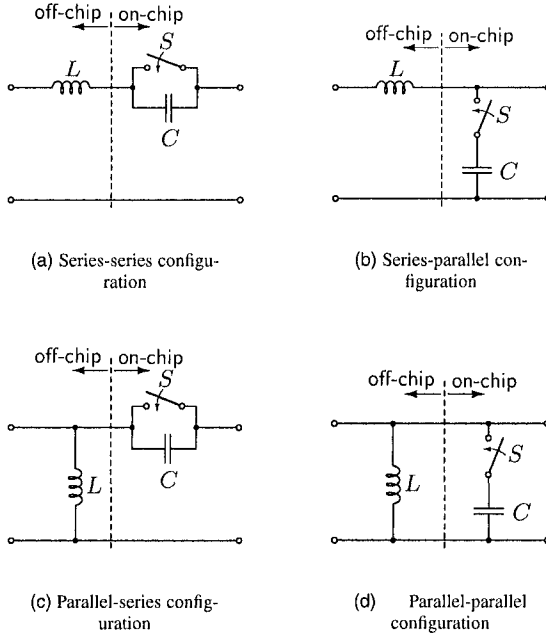 off-chip on-chip
S
L
C
(a) Series-series configu-
ration
off-chip on-chip
L
S
C
(b) Series-parallel con-
figuration
off-chip on-chip
S
L
C
(c) Parallel-series config-
uration
off-chip on-chip
L
S
C
(d) Parallel-parallel
configuration